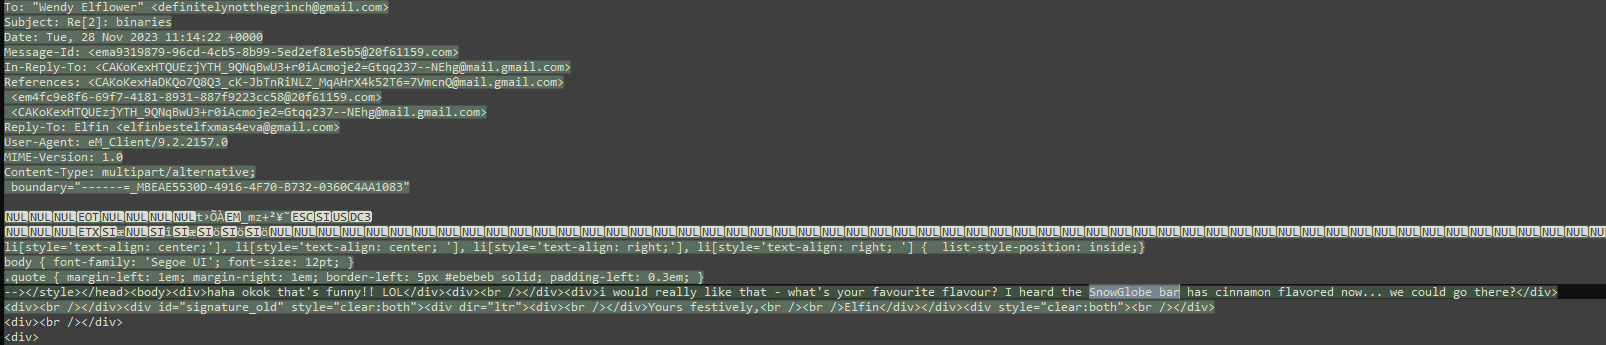 To: "Wendy Elflower" <definitelynotthegrinch@gmail.com>
Subject: Re[2]: binaries
Date: Tue, 28 Nov 2023 11:14:22 +0000
Message-Id: <ema9319879-96cd-4cb5-8b99-5ed2ef81e5b5@20f61159.com>
In-Reply-To: <CAKoKexHTQUEzjYTH_9QNqBwU3+r0iAcmoje2=Gtqq237--NEhg@mail.gmail.com>
References: <CAKoKexHaDKQo7Q8Q3_cK-JbTnRiNLZ_MqAHrX4k52T6=7VmcnQ@mail.gmail.com>
<em4fc9e8f6-69f7-4181-8931-887f9223cc58@20f61159.com>
<CAKoKexHTQUEzjYTH_9QNqBwU3+r0iAcmoje2=Gtqq237--NEhg@mail.gmail.com>
Reply-To: Elfin <elfinbestelfxmas4eva@gmail.com>
User-Agent: eM_Client/9.2.2157.0
MIME-Version: 1.0
Content-Type: multipart/alternative;
boundary="------=_MBEAE5530D-4916-4F70-B732-0360C4AA1083"
NUL NUL NUL EOT NUL NUL NUL NUL t›ÕÀ EM _mz+²¥˜ ESC SI US DC3
NUL NUL NUL ETX SI æ NUL SI î SI æ SI ö SI ö SI ö NUL NUL NUL NUL NUL NUL NUL NUL NUL NUL NUL NUL NUL NUL NUL NUL NUL NUL NUL NUL NUL NUL NUL NUL NUL NUL NUL NUL NUL NUL NUL NUL NUL NUL NUL NUL NUL NUL NUL NUL NUL NUL NUL NUL NUL NUL NUL NUL NUL NUL NUL NUL NUL NUL NUL
li[style='text-align: center;'], li[style='text-align: center; '], li[style='text-align: right;'], li[style='text-align: right; '] {  list-style-position: inside;}
body { font-family: 'Segoe UI'; font-size: 12pt; }
.quote { margin-left: 1em; margin-right: 1em; border-left: 5px #ebebeb solid; padding-left: 0.3em; }
--></style></head><body><div>haha okok that's funny!! LOL</div><div><br /></div><div>i would really like that - what's your favourite flavour? I heard the SnowGlobe bar has cinnamon flavored now... we could go there?</div>
<div><br /></div><div id="signature_old" style="clear:both"><div dir="ltr"><div><br /></div>Yours festively,<br /><br />Elfin</div></div><div style="clear:both"><br /></div>
<div><br /></div>
<div>